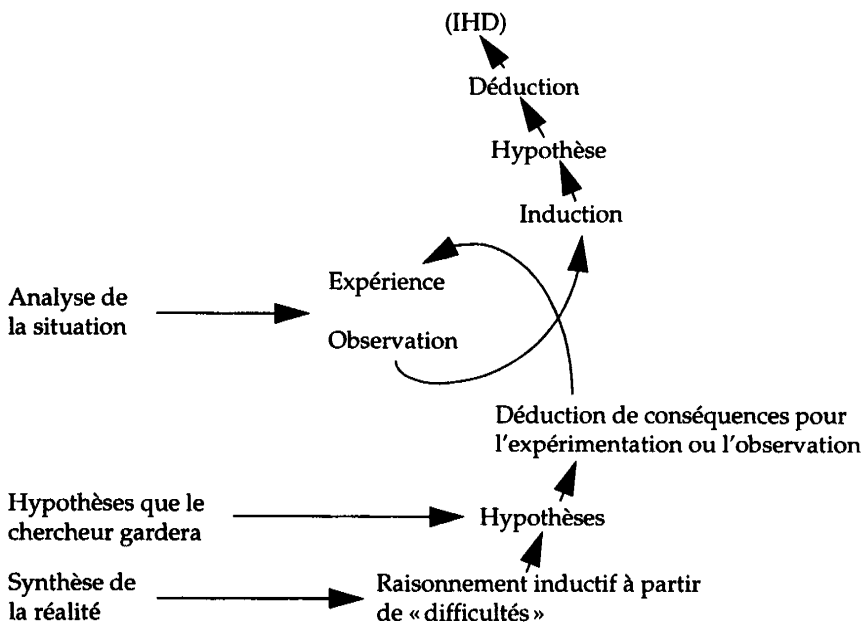 (IHD)
Déduction
Hypothèse
Induction
Expérience
Analyse de
la situation
Observation
Déduction de conséquences pour
l'expérimentation ou l'observation
Hypothèses que le
chercheur gardera
Hypothèses
Synthèse de
la réalité
Raisonnement inductif à partir
de « difficultés »